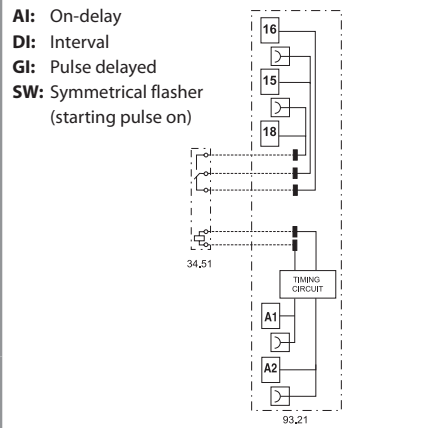 AI: On-delay
DI: Interval
GI: Pulse delayed
SW: Symmetrical flasher
(starting pulse on)
16
15
18
34.51
TIMING
CIRCUIT
A1
A2
93.21